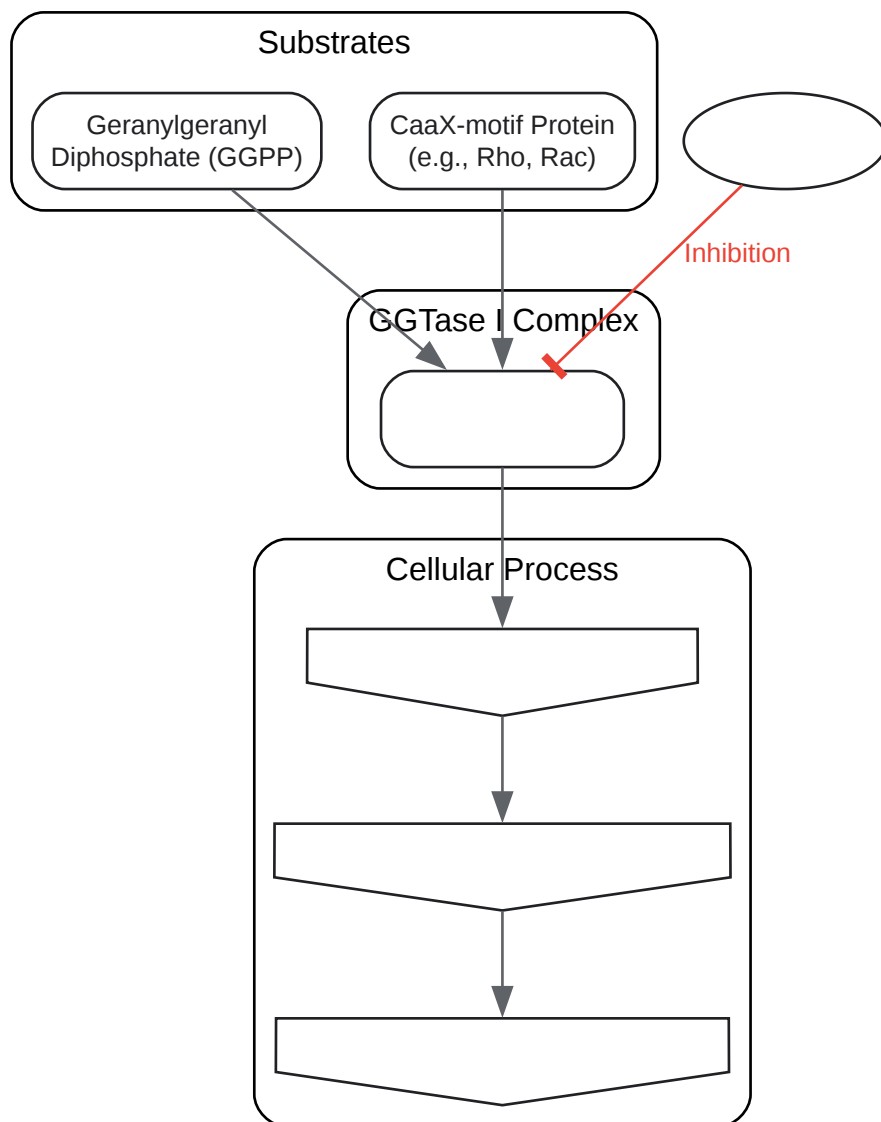 Substrates
Geranylgeranyl
Diphosphate (GGPP)
CaaX-motif Protein
(e.g., Rho, Rac)
Inhibition
GGTase I Complex
Cellular Process